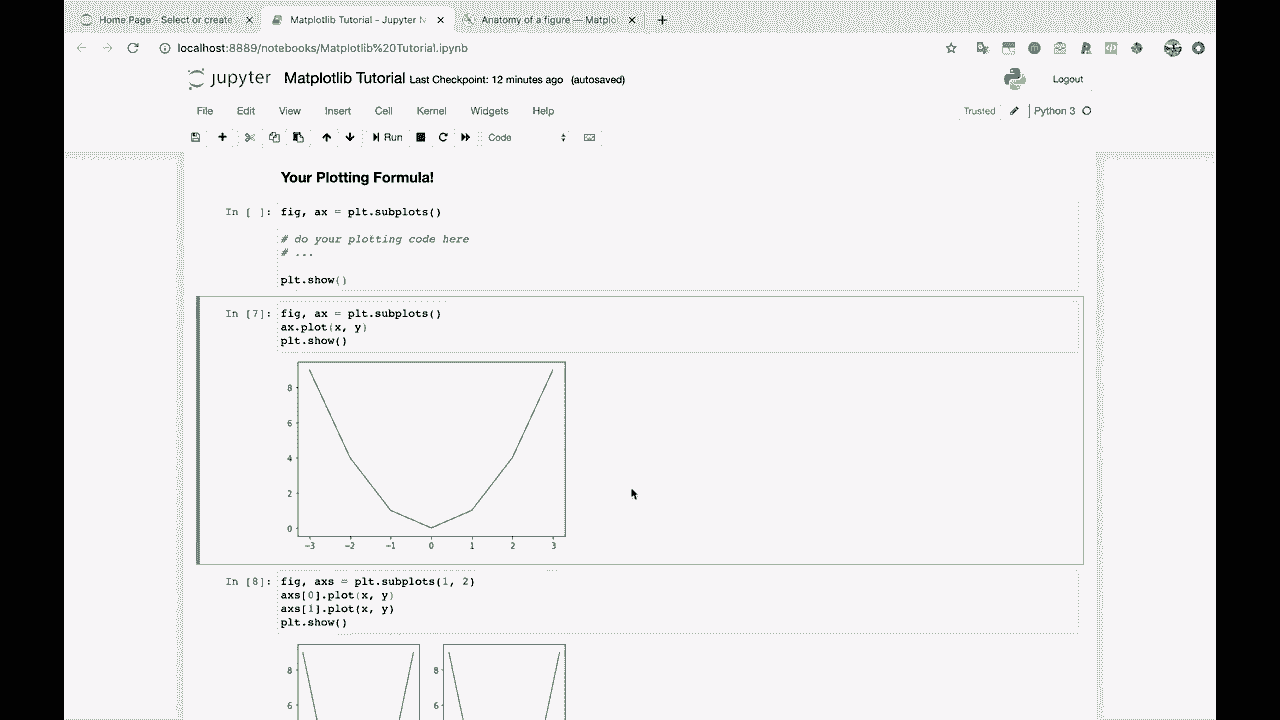 Home Page - Select or create
Matplotlib Tutorial - Jupyter N
Anatomy of a figure — Matplo
localhost:8889/notebooks/Matplotlib%20Tutorial.ipynb
jupyter Matplotlib Tutorial Last Checkpoint: 12 minutes ago (autosaved)
Logout
File Edit View Insert Cell Kernel Widgets Help
Trusted Python 3
Run Code
Your Plotting Formula!
In [ ]: fig, ax = plt.subplots()
# do your plotting code here
# ...
plt.show()
In [7]: fig, ax = plt.subplots()
ax.plot(x, y)
plt.show()
8
6
4
2
0
−3 −2 −1 0 1 2 3
In [8]: fig, axs = plt.subplots(1, 2)
axs[0].plot(x, y)
axs[1].plot(x, y)
plt.show()
8 8
6 6